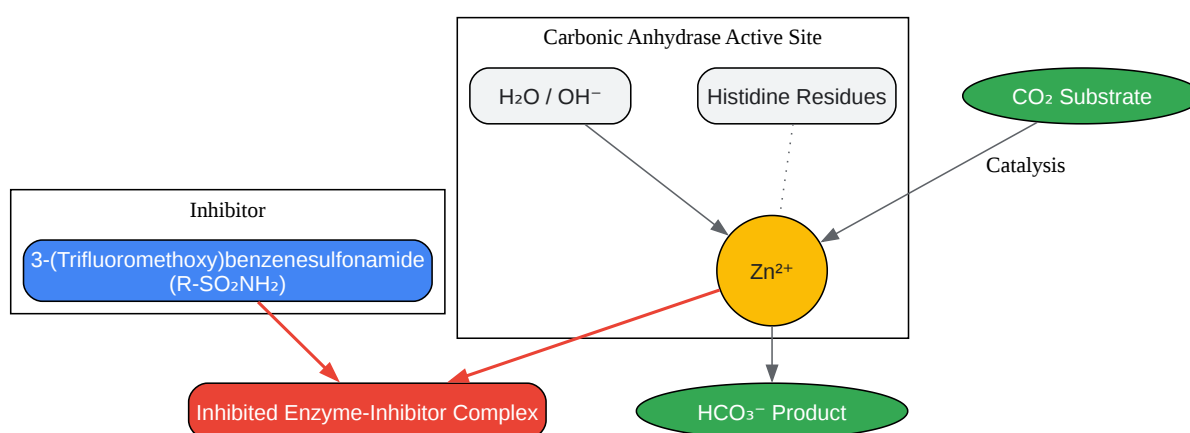 Carbonic Anhydrase Active Site
H₂O / OH⁻
Histidine Residues
CO₂ Substrate
Catalysis
Inhibitor
3-(Trifluoromethoxy)benzenesulfonamide
(R-SO₂NH₂)
Zn²⁺
Inhibited Enzyme-Inhibitor Complex
HCO₃⁻ Product